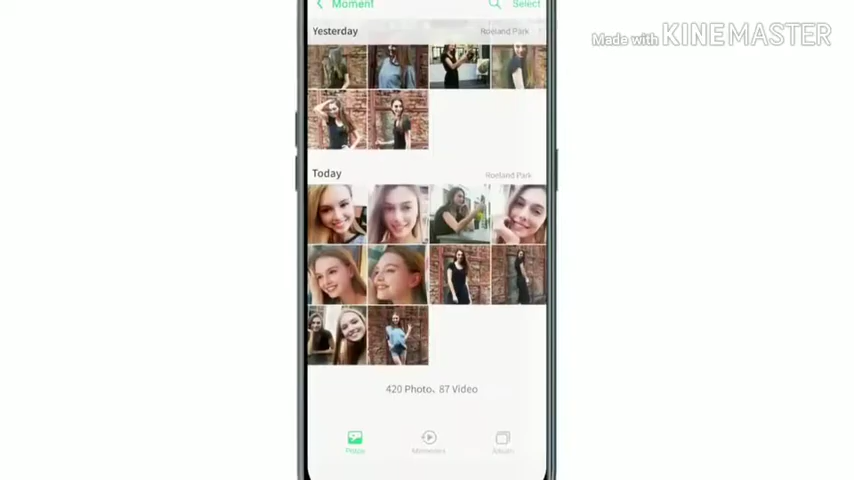 Moment
Select
Yesterday
Roeland Park
Made with KINEMASTER
Today
Roeland Park
420 Photo、87 Video
Photo
Memories
Album